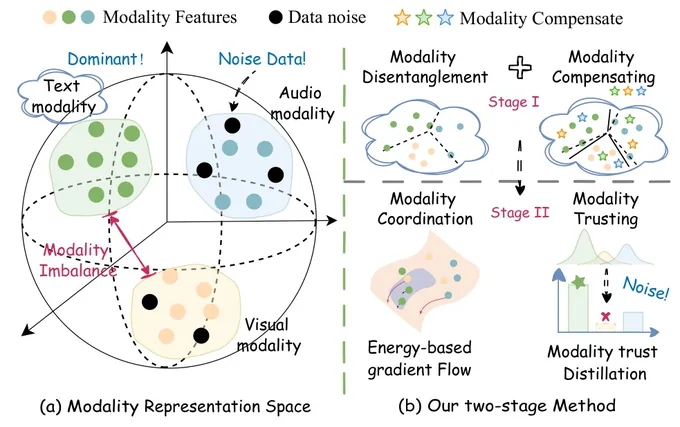 Modality Features
Data noise
Modality Compensate
Dominant!
Noise Data!
Text
modality
Audio
modality
Modality
Imbalance
Visual
modality
(a) Modality Representation Space
Modality
Disentanglement
Modality
Compensating
Stage I
Modality
Coordination
Stage II
Modality
Trusting
Noise!
Energy-based
gradient Flow
Modality trust
Distillation
(b) Our two-stage Method